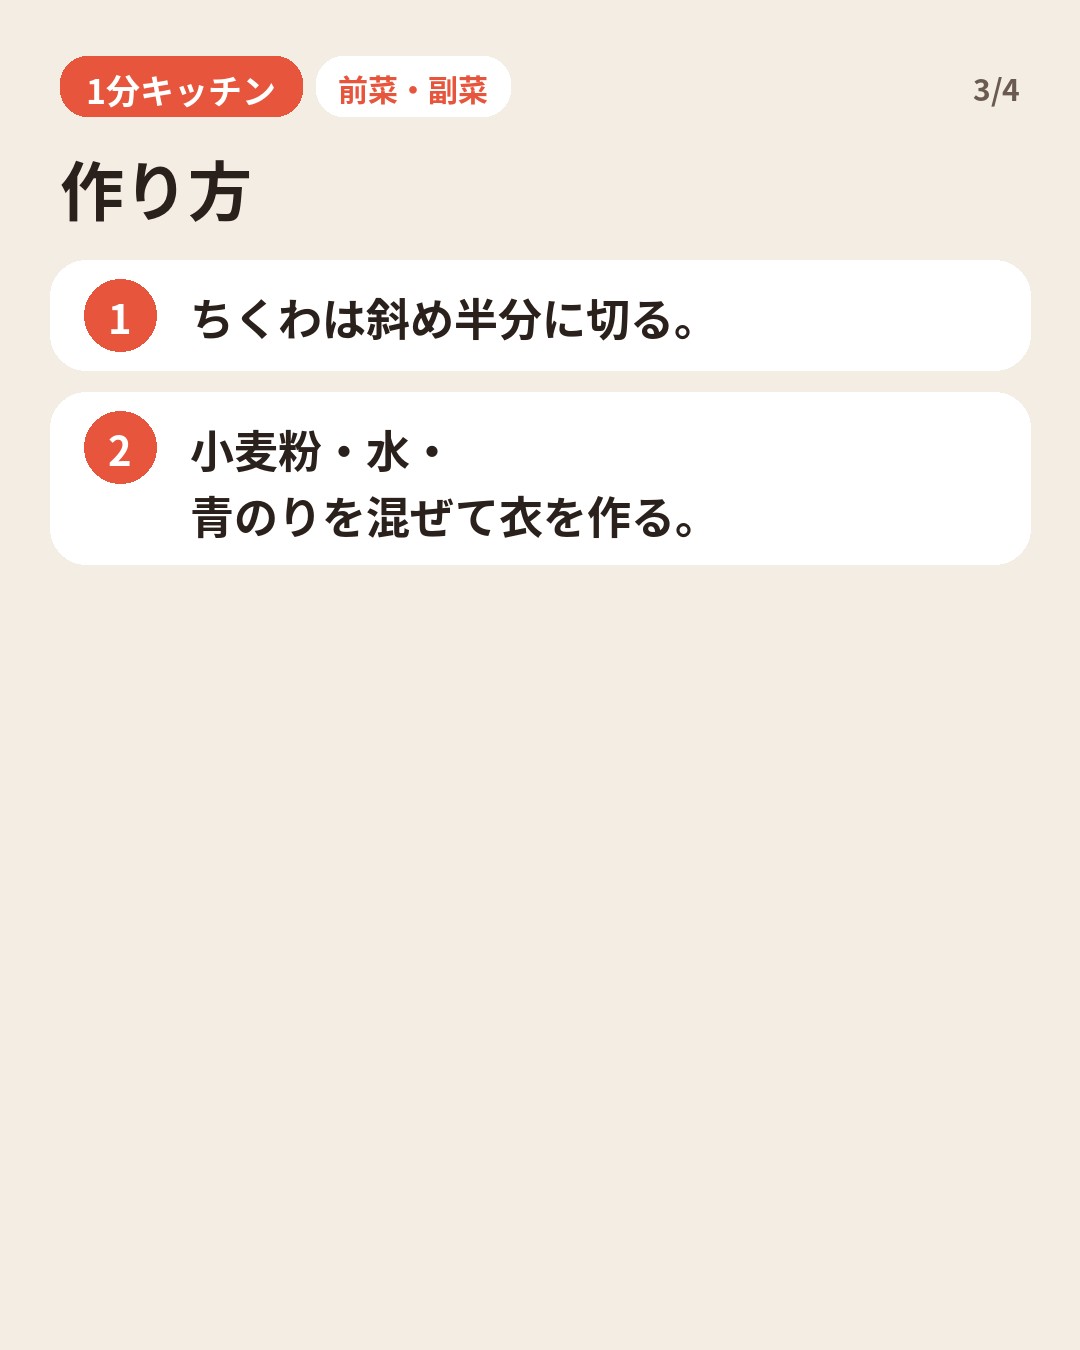 1分キッチン
前菜・副菜
3/4
作り方
1 ちくわは斜め半分に切る。
2 小麦粉・水・
青のりを混ぜて衣を作る。